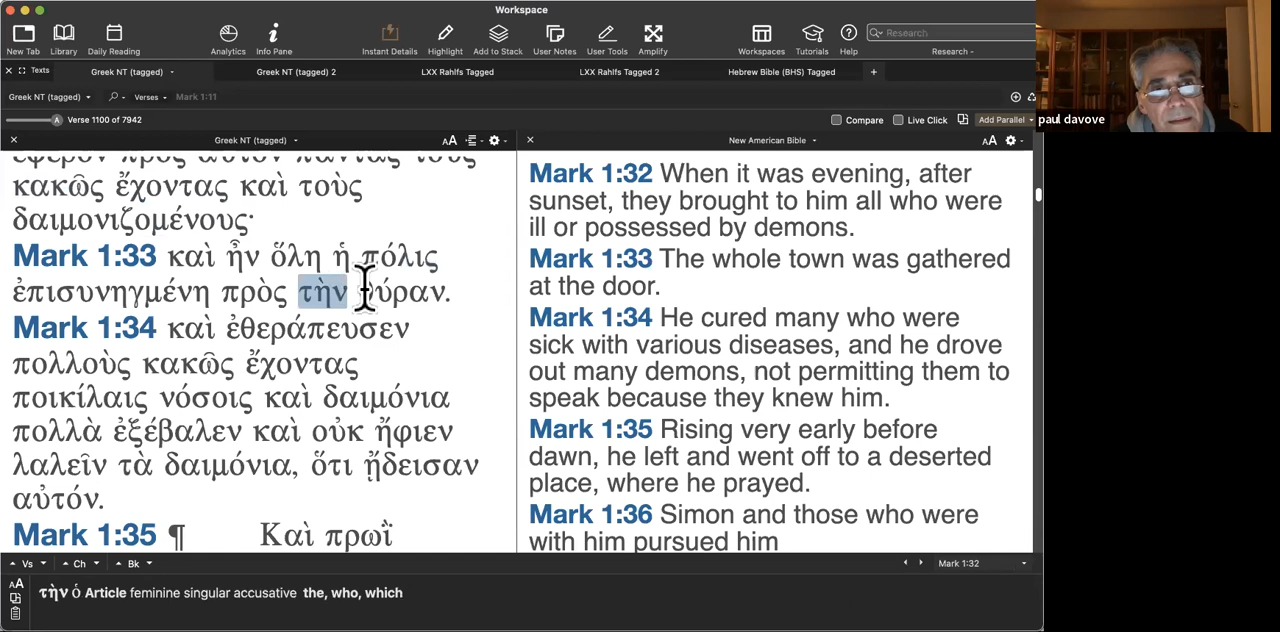 Workspace
New Tab Library Daily Reading Analytics Info Pane Instant Details Highlight Add to Stack User Notes User Tools Amplify Workspaces Tutorials Help Research
Research
Texts Greek NT (tagged) Greek NT (tagged) 2 LXX Rahlfs Tagged LXX Rahlfs Tagged 2 Hebrew Bible (BHS) Tagged
Greek NT (tagged) Verses Mark 1:11
Verse 1100 of 7942 Compare Live Click Add Parallel
paul davove
Greek NT (tagged) AA
ἔφερον πρὸς αὐτὸν πάντας τοὺς
κακῶς ἔχοντας καὶ τοὺς
δαιμονιζομένους·
Mark 1:33 καὶ ἦν ὅλη ἡ πόλις
ἐπισυνηγμένη πρὸς τὴν θύραν.
Mark 1:34 καὶ ἐθεράπευσεν
πολλοὺς κακῶς ἔχοντας
ποικίλαις νόσοις καὶ δαιμόνια
πολλὰ ἐξέβαλεν καὶ οὐκ ἤφιεν
λαλεῖν τὰ δαιμόνια, ὅτι ᾔδεισαν
αὐτόν.
Mark 1:35 ¶ Καὶ πρωῒ
New American Bible AA
Mark 1:32 When it was evening, after
sunset, they brought to him all who were
ill or possessed by demons.
Mark 1:33 The whole town was gathered
at the door.
Mark 1:34 He cured many who were
sick with various diseases, and he drove
out many demons, not permitting them to
speak because they knew him.
Mark 1:35 Rising very early before
dawn, he left and went off to a deserted
place, where he prayed.
Mark 1:36 Simon and those who were
with him pursued him
Vs Ch Bk Mark 1:32
AA
τὴν ὁ Article feminine singular accusative the, who, which